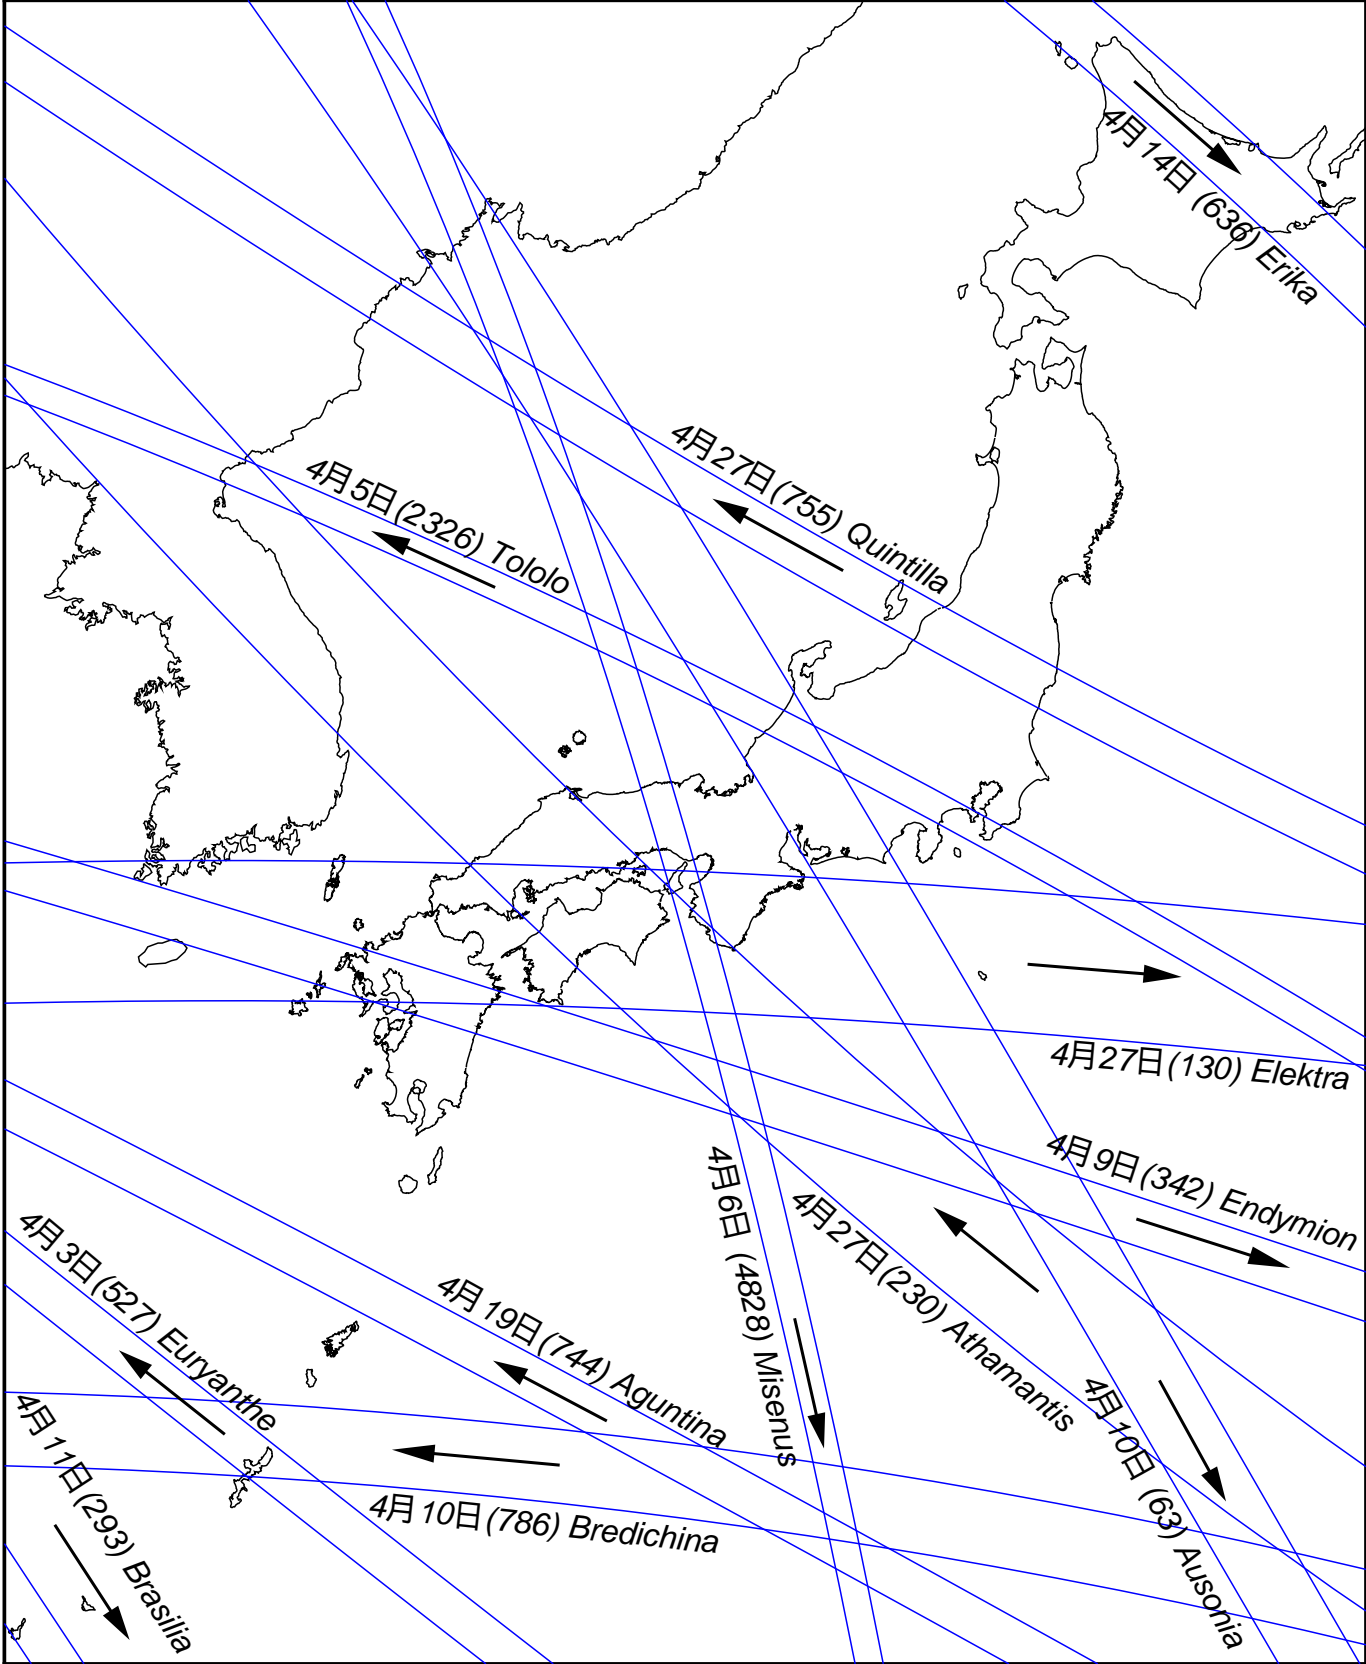 4月14日 (636) Erika
4月27日(755) Quintilla
4月5日(2326) Tololo
4月27日(130) Elektra
4月9日(342) Endymion
4月6日 (4828) Misenus
4月27日(230) Athamantis
4月3日(527) Euryanthe
4月19日(744) Aguntina
4月10日 (63) Ausonia
4月11日(293) Brasilia
4月10日(786) Bredichina